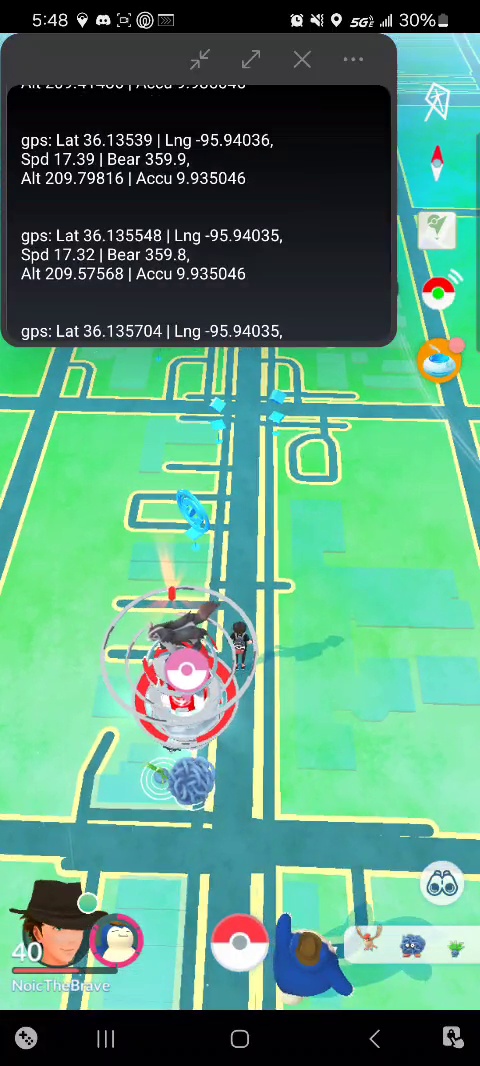 5:48
5G
30%
gps: Lat 36.13539 | Lng -95.94036,
Spd 17.39 | Bear 359.9,
Alt 209.79816 | Accu 9.935046
gps: Lat 36.135548 | Lng -95.94035,
Spd 17.32 | Bear 359.8,
Alt 209.57568 | Accu 9.935046
gps: Lat 36.135704 | Lng -95.94035,
40
NoicTheBrave